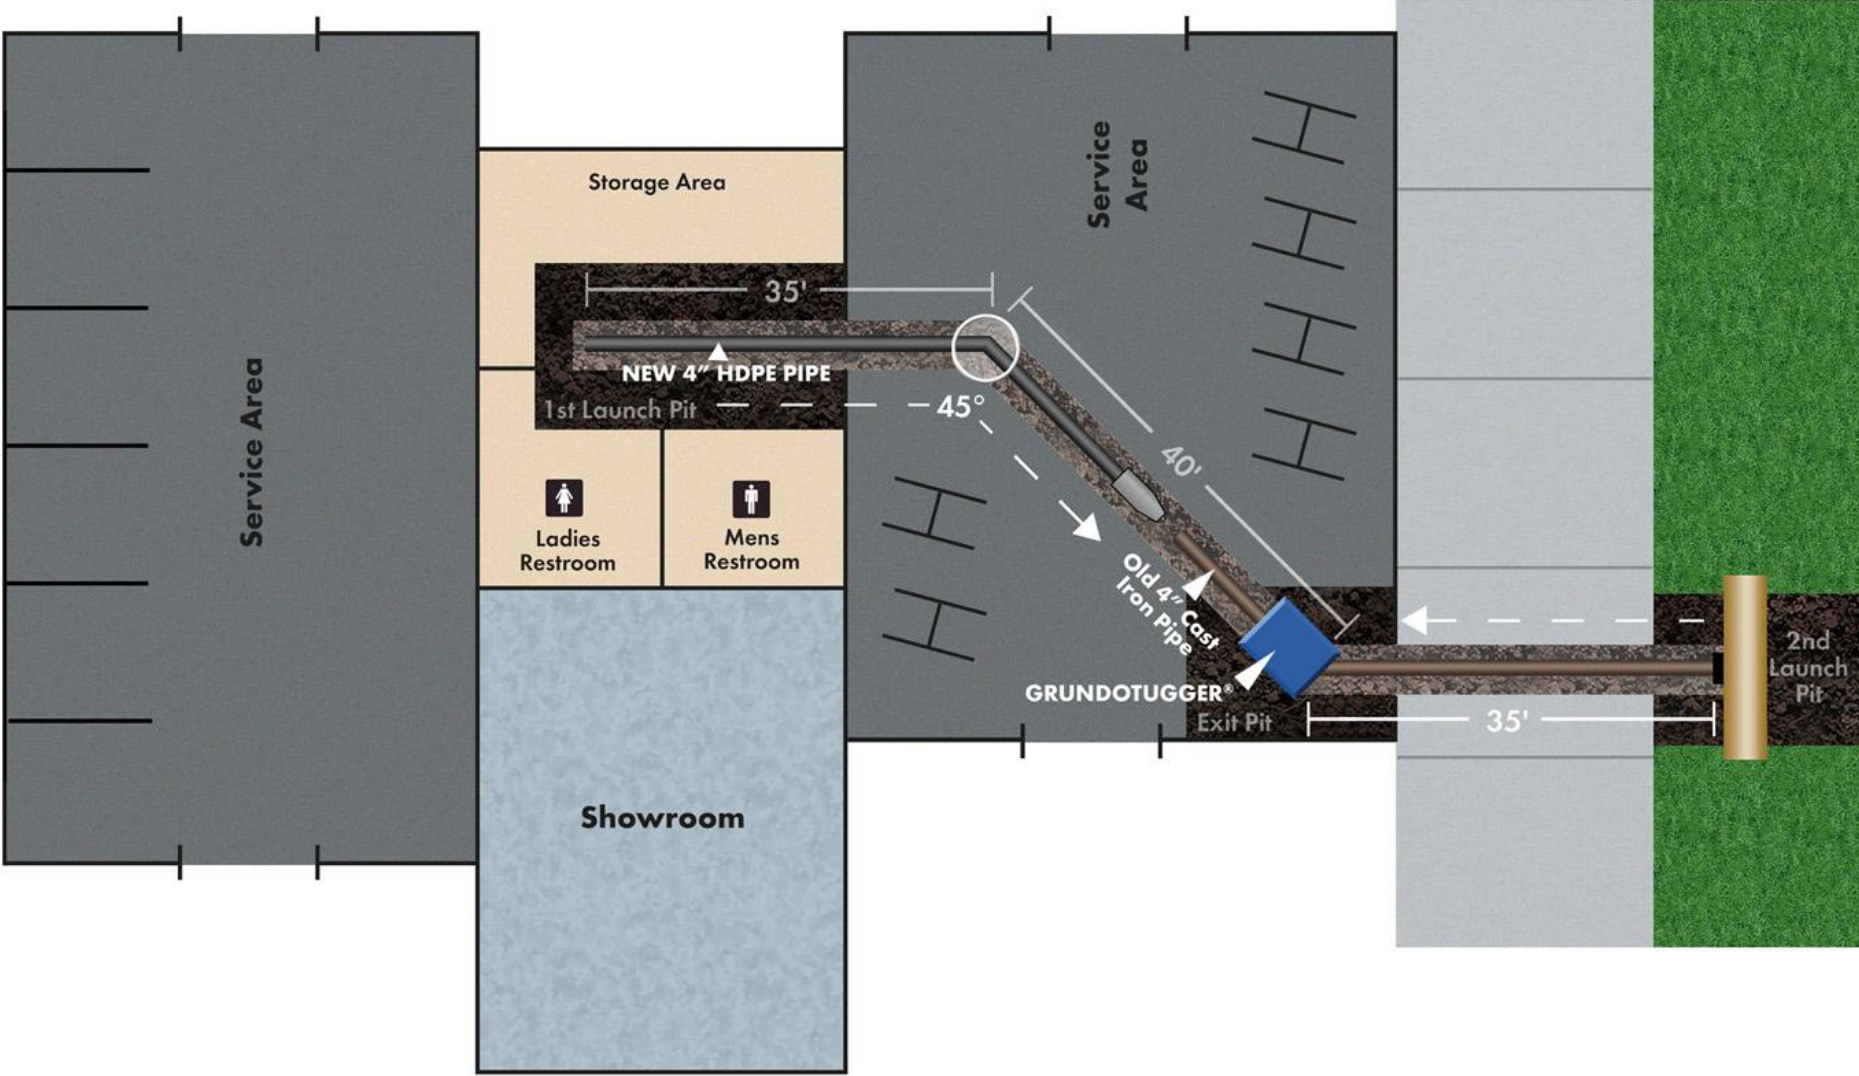 Service Area
Storage Area
Service
Area
35'
NEW 4″ HDPE PIPE
1st Launch Pit
45°
40'
Ladies
Restroom
Mens
Restroom
Old 4″ Cast
Iron Pipe
GRUNDOTUGGER®
Exit Pit
35'
2nd
Launch
Pit
Showroom